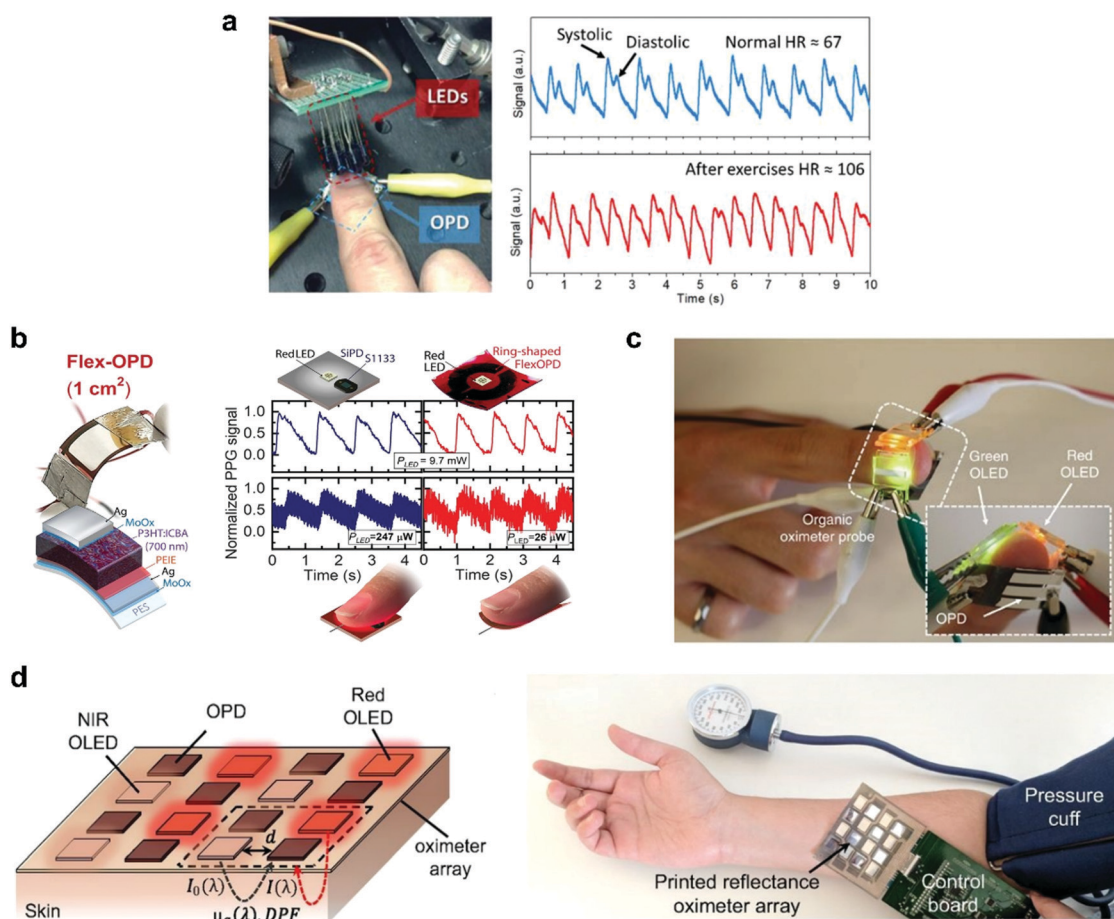 a
LEDs
OPD
Systolic
Diastolic
Normal HR ≈ 67
Signal (a.u.)
After exercises HR ≈ 106
Signal (a.u.)
0 1 2 3 4 5 6 7 8 9 10
Time (s)
b
Flex-OPD
(1 cm²)
Ag
MoOx
P3HT:ICBA
(700 nm)
PEIE
Ag
MoOx
PES
Red LED
SiPD
S1133
Red
LED
Ring-shaped
FlexOPD
Normalized PPG signal
1.0
0.5
0.0
P_LED = 9.7 mW
1.0
0.5
0.0
P_LED=247 µW
P_LED=26 µW
0 1 2 3 4
0 1 2 3 4
Time (s)
Time (s)
c
Green
OLED
Red
OLED
Organic
oximeter probe
OPD
d
NIR
OLED
OPD
Red
OLED
d
oximeter
array
I₀(λ)
I(λ)
Skin
Pressure
cuff
Printed reflectance
oximeter array
Control
board